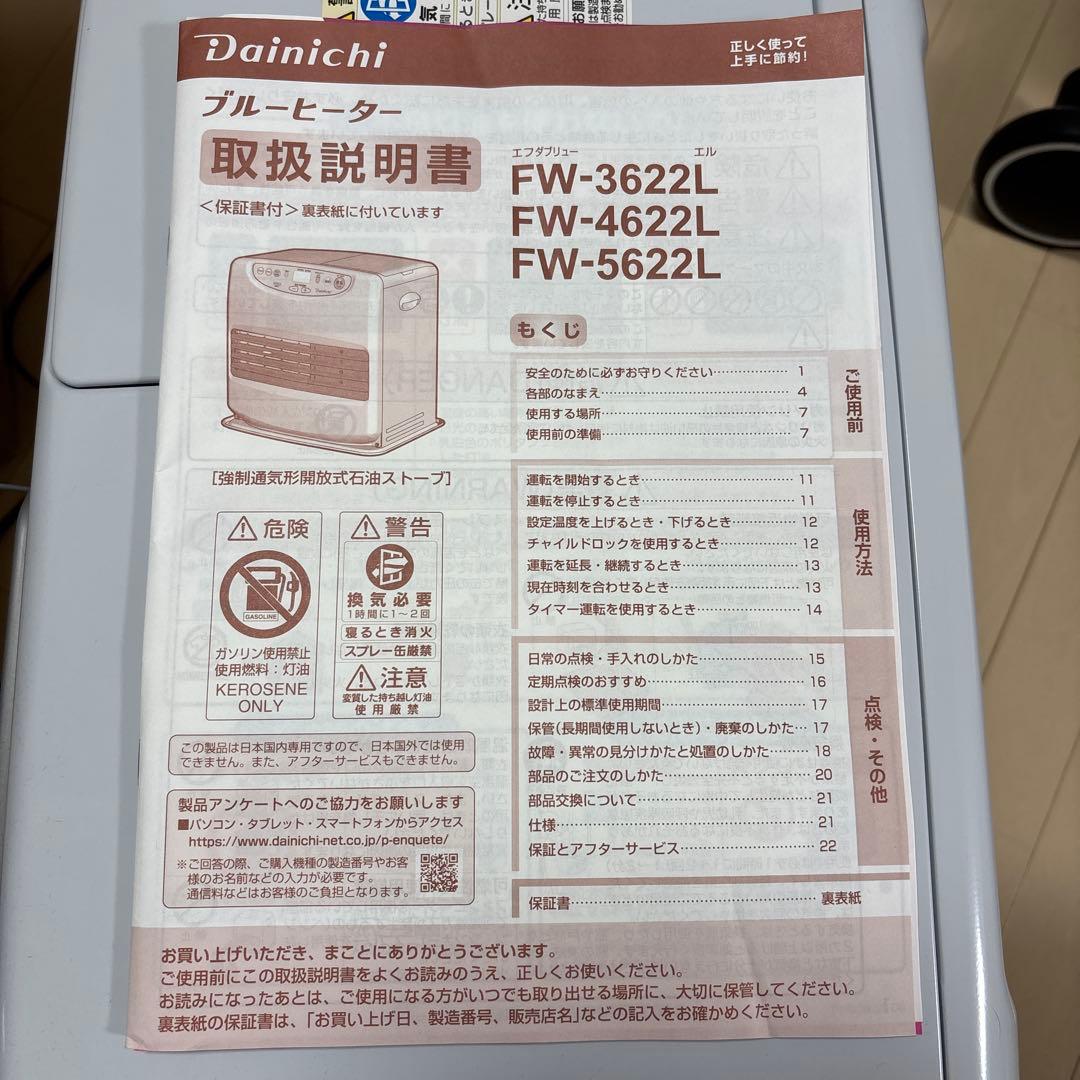 Dainichi
正しく使って
上手に節約!
ブルーヒーター
取扱説明書
<保証書付>裏表紙に付いています
エフダブリュー エル
FW-3622L
FW-4622L
FW-5622L
[強制通気形開放式石油ストーブ]
危険
GASOLINE
ガソリン使用禁止
使用燃料:灯油
KEROSENE
ONLY
警告
換気必要
1時間に1~2回
寝るとき消火
スプレー缶厳禁
注意
変質した持ち越し灯油
使用厳禁
この製品は日本国内専用ですので、日本国外では使用
できません。また、アフターサービスもできません。
製品アンケートへのご協力をお願いします
■パソコン・タブレット・スマートフォンからアクセス
https://www.dainichi-net.co.jp/p-enquete/
※ご回答の際、ご購入機種の製造番号やお客
様のお名前などの入力が必要です。
通信料などはお客様のご負担となります。
もくじ
ご使用前
安全のために必ずお守りください 1
各部のなまえ 4
使用する場所 7
使用前の準備 7
使用方法
運転を開始するとき 11
運転を停止するとき 11
設定温度を上げるとき・下げるとき 12
チャイルドロックを使用するとき 12
運転を延長・継続するとき 13
現在時刻を合わせるとき 13
タイマー運転を使用するとき 14
点検・その他
日常の点検・手入れのしかた 15
定期点検のおすすめ 16
設計上の標準使用期間 17
保管(長期間使用しないとき)・廃棄のしかた 17
故障・異常の見分けかたと処置のしかた 18
部品のご注文のしかた 20
部品交換について 21
仕様 21
保証とアフターサービス 22
保証書 裏表紙
お買い上げいただき、まことにありがとうございます。
ご使用前にこの取扱説明書をよくお読みのうえ、正しくお使いください。
お読みになったあとは、ご使用になる方がいつでも取り出せる場所に、大切に保管してください。
裏表紙の保証書は、「お買い上げ日、製造番号、販売店名」などの記入をお確かめください。